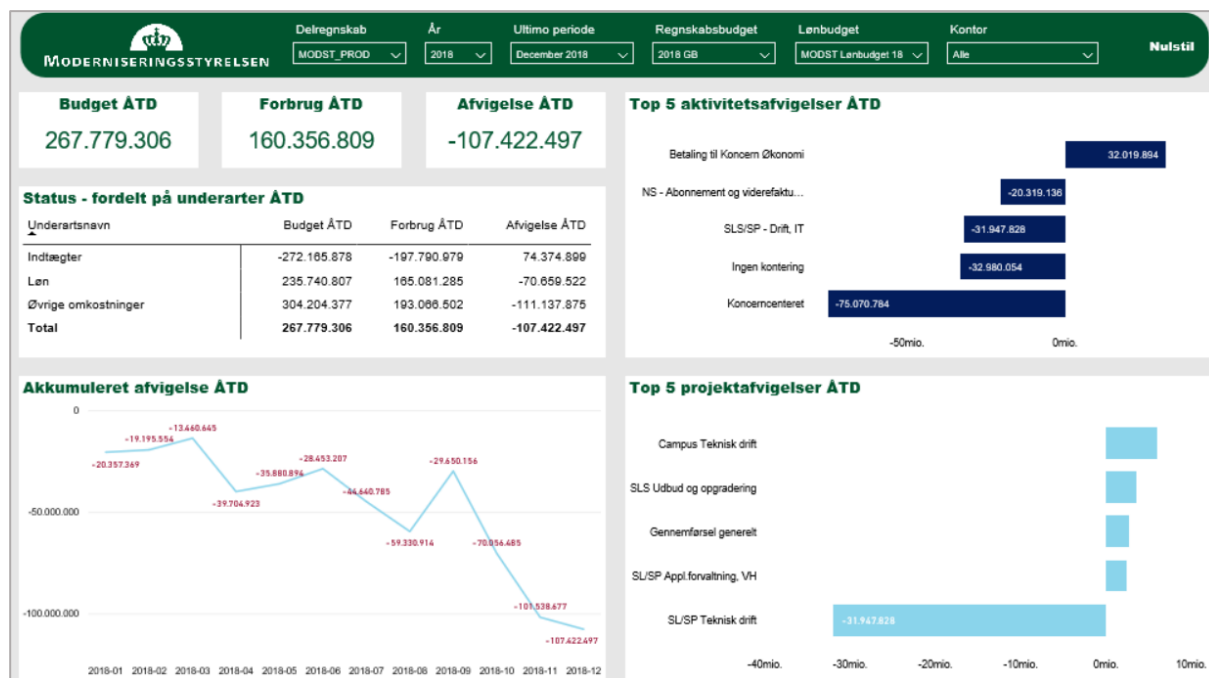 MODERNISERINGSSTYRELSEN
Delregnskab
MODST_PROD
År
2018
Ultimo periode
December 2018
Regnskabsbudget
2018 GB
Lønbudget
MODST Lønbudget 18
Kontor
Alle
Nulstil
Budget ÅTD
267.779.306
Forbrug ÅTD
160.356.809
Afvigelse ÅTD
-107.422.497
Status - fordelt på underarter ÅTD
Underartsnavn Budget ÅTD Forbrug ÅTD Afvigelse ÅTD
Indtægter -272.165.878 -197.790.979 74.374.899
Løn 235.740.807 165.081.285 -70.659.522
Øvrige omkostninger 304.204.377 193.066.502 -111.137.875
Total 267.779.306 160.356.809 -107.422.497
Top 5 aktivitetsafvigelser ÅTD
Betaling til Koncern Økonomi 32.019.894
NS - Abonnement og viderefaktu... -20.319.136
SLS/SP - Drift, IT -31.947.828
Ingen kontering -32.980.054
Koncerncenteret -75.070.784
-50mio. 0mio.
Akkumuleret afvigelse ÅTD
0
-50.000.000
-100.000.000
-20.357.369
-19.195.554
-13.460.645
-39.704.923
-35.880.894
-28.453.207
-44.640.785
-59.330.914
-29.650.156
-70.056.485
-101.538.677
-107.422.497
2018-01 2018-02 2018-03 2018-04 2018-05 2018-06 2018-07 2018-08 2018-09 2018-10 2018-11 2018-12
Top 5 projektafvigelser ÅTD
Campus Teknisk drift
SLS Udbud og opgradering
Gennemførsel generelt
SL/SP Appl.forvaltning, VH
SL/SP Teknisk drift -31.947.828
-40mio. -30mio. -20mio. -10mio. 0mio. 10mio.